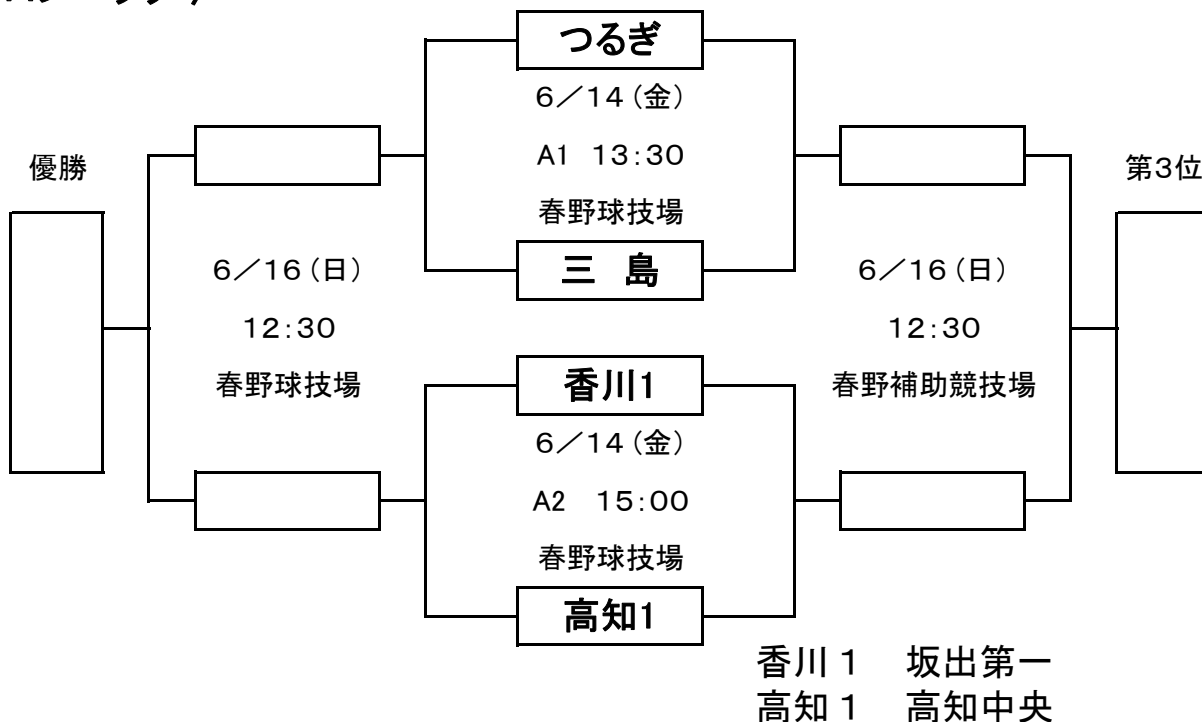 つるぎ
6／14（金）
A1 13:30
春野球技場
三 島
優勝
第3位
6／16（日）
12:30
春野球技場
6／16（日）
12:30
春野補助競技場
香川1
6／14（金）
A2 15:00
春野球技場
高知1
香川１ 坂出第一
高知１ 高知中央